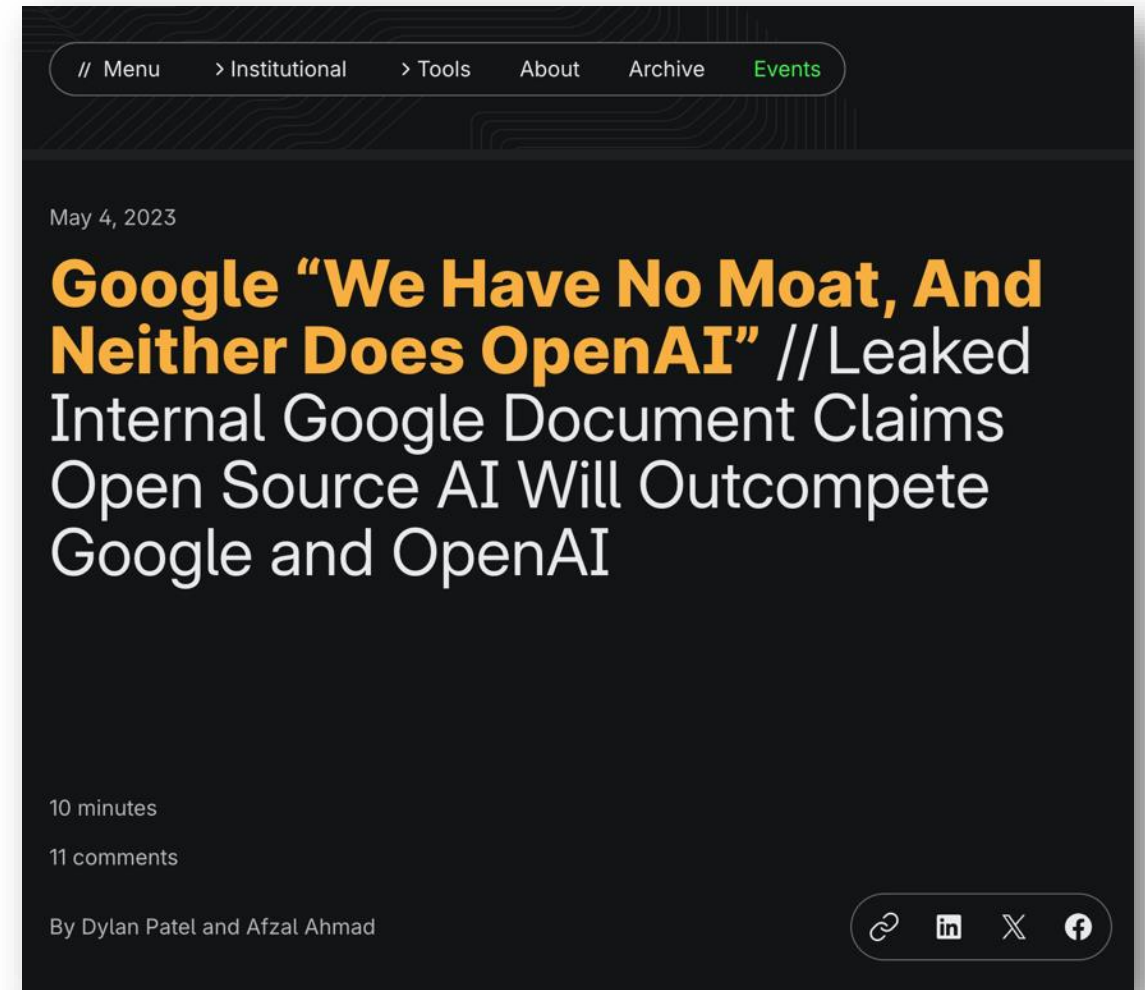 // Menu > Institutional > Tools About Archive Events
May 4, 2023
Google “We Have No Moat, And
Neither Does OpenAI” //Leaked
Internal Google Document Claims
Open Source AI Will Outcompete
Google and OpenAI
10 minutes
11 comments
By Dylan Patel and Afzal Ahmad